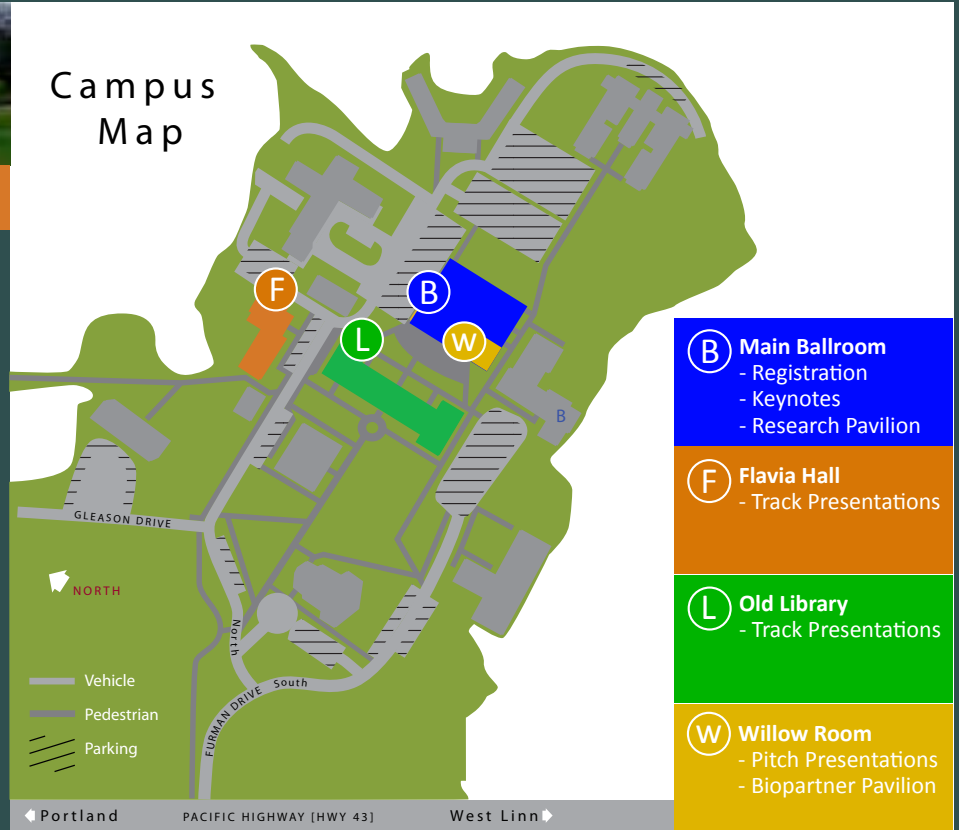 Campus
Map
F
B
L
W
B
GLEASON DRIVE
NORTH
North
South
FURMAN DRIVE
Vehicle
Pedestrian
Parking
Portland
PACIFIC HIGHWAY [HWY 43]
West Linn
B
Main Ballroom
- Registration
- Keynotes
- Research Pavilion
F
Flavia Hall
- Track Presentations
L
Old Library
- Track Presentations
W
Willow Room
- Pitch Presentations
- Biopartner Pavilion